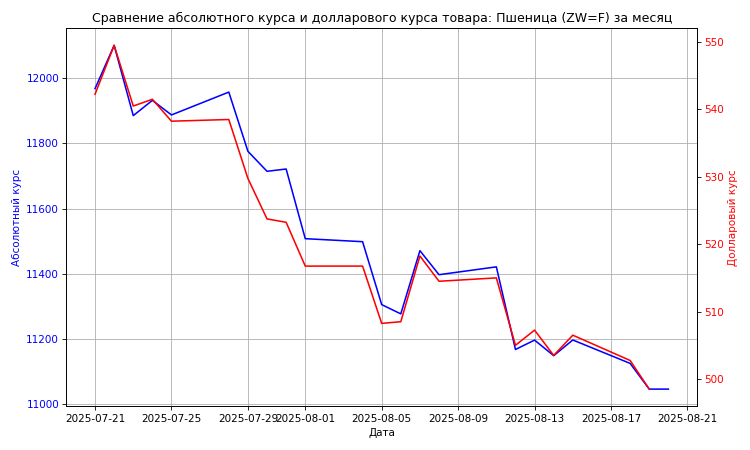 Сравнение абсолютного курса и долларового курса товара: Пшеница (ZW=F) за месяц
12000
11800
11600
11400
11200
11000
Абсолютный курс
550
540
530
520
510
500
Долларовый курс
2025-07-21 2025-07-25 2025-07-29 2025-08-01 2025-08-05 2025-08-09 2025-08-13 2025-08-17 2025-08-21
Дата